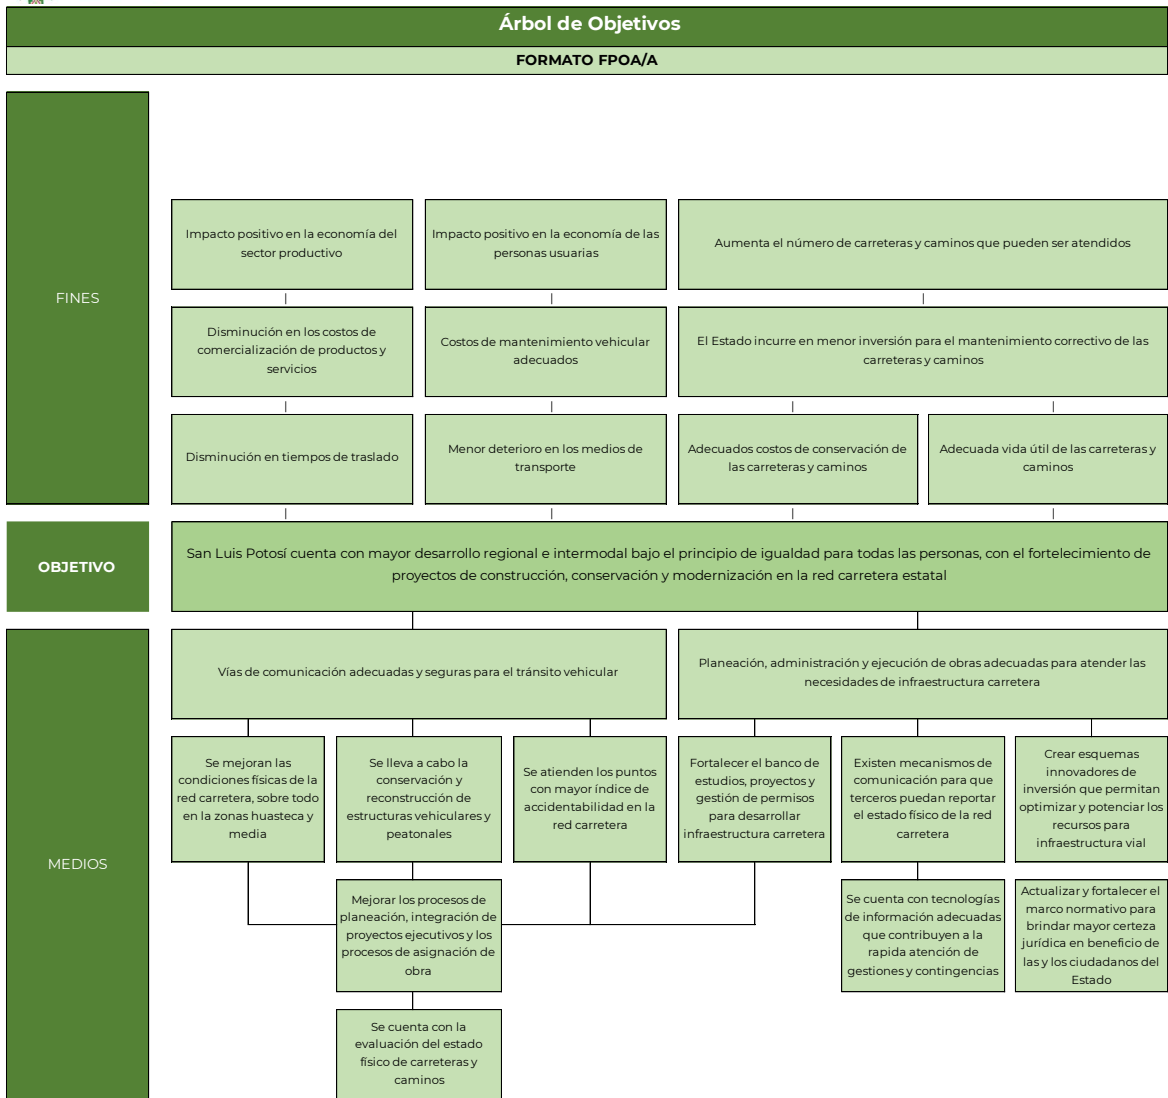 Árbol de Objetivos
FORMATO FPOA/A
FINES
Impacto positivo en la economía del
sector productivo
Impacto positivo en la economía de las
personas usuarias
Aumenta el número de carreteras y caminos que pueden ser atendidos
Disminución en los costos de
comercialización de productos y
servicios
Costos de mantenimiento vehicular
adecuados
El Estado incurre en menor inversión para el mantenimiento correctivo de las
carreteras y caminos
Disminución en tiempos de traslado
Menor deterioro en los medios de
transporte
Adecuados costos de conservación de
las carreteras y caminos
Adecuada vida útil de las carreteras y
caminos
OBJETIVO
San Luis Potosí cuenta con mayor desarrollo regional e intermodal bajo el principio de igualdad para todas las personas, con el fortelecimiento de
proyectos de construcción, conservación y modernización en la red carretera estatal
MEDIOS
Vías de comunicación adecuadas y seguras para el tránsito vehicular
Planeación, administración y ejecución de obras adecuadas para atender las
necesidades de infraestructura carretera
Se mejoran las
condiciones físicas de la
red carretera, sobre todo
en la zonas huasteca y
media
Se lleva a cabo la
conservación y
reconstrucción de
estructuras vehiculares y
peatonales
Se atienden los puntos
con mayor índice de
accidentabilidad en la
red carretera
Fortalecer el banco de
estudios, proyectos y
gestión de permisos
para desarrollar
infraestructura carretera
Existen mecanismos de
comunicación para que
terceros puedan reportar
el estado físico de la red
carretera
Crear esquemas
innovadores de
inversión que permitan
optimizar y potenciar los
recursos para
infraestructura vial
Mejorar los procesos de
planeación, integración de
proyectos ejecutivos y los
procesos de asignación de
obra
Se cuenta con tecnologías
de información adecuadas
que contribuyen a la
rapida atención de
gestiones y contingencias
Actualizar y fortalecer el
marco normativo para
brindar mayor certeza
jurídica en beneficio de
las y los ciudadanos del
Estado
Se cuenta con la
evaluación del estado
físico de carreteras y
caminos